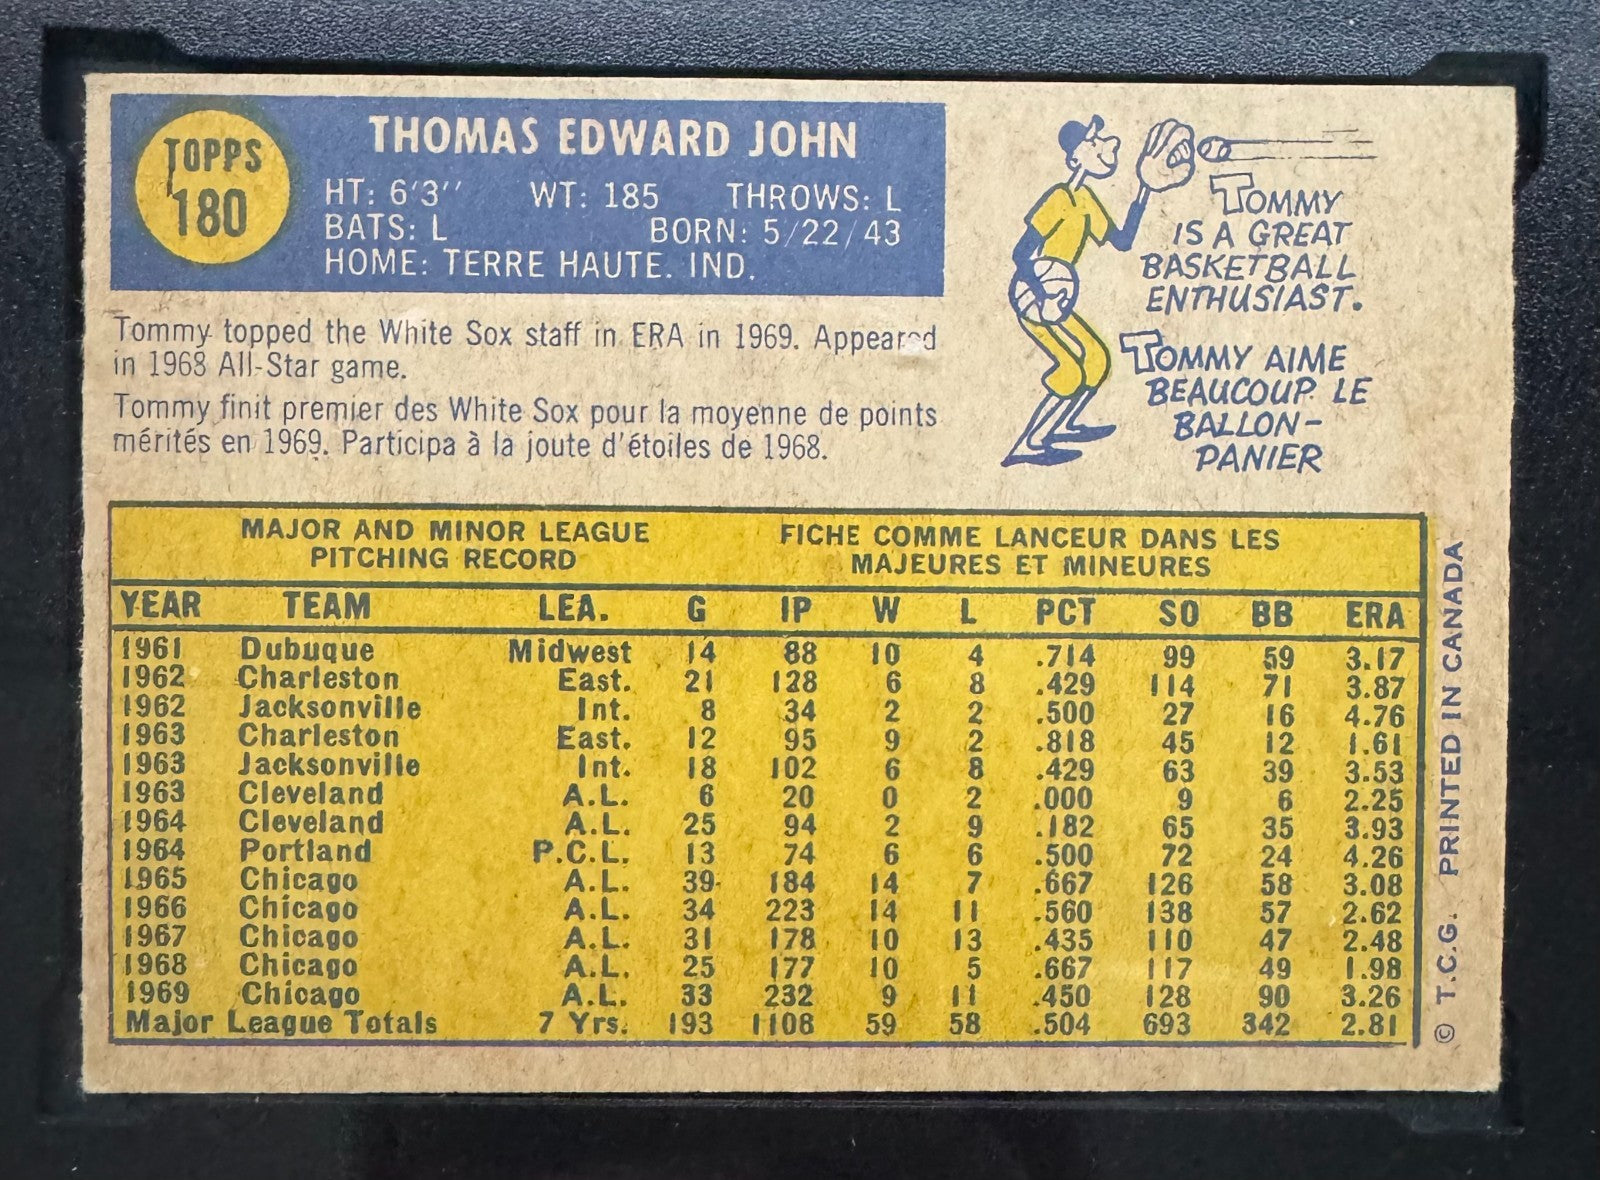 TOPPS
180
THOMAS EDWARD JOHN
HT: 6'3'' WT: 185 THROWS: L
BATS: L BORN: 5/22/43
HOME: TERRE HAUTE. IND.
Tommy topped the White Sox staff in ERA in 1969. Appeared
in 1968 All-Star game.
Tommy finit premier des White Sox pour la moyenne de points
mérités en 1969. Participa à la joute d'étoiles de 1968.
TOMMY
IS A GREAT
BASKETBALL
ENTHUSIAST.
TOMMY AIME
BEAUCOUP LE
BALLON-
PANIER
MAJOR AND MINOR LEAGUE
PITCHING RECORD
FICHE COMME LANCEUR DANS LES
MAJEURES ET MINEURES
YEAR TEAM LEA. G IP W L PCT SO BB ERA
1961 Dubuque Midwest 14 88 10 4 .714 99 59 3.17
1962 Charleston East. 21 128 6 8 .429 114 71 3.87
1962 Jacksonville Int. 8 34 2 2 .500 27 16 4.76
1963 Charleston East. 12 95 9 2 .818 45 12 1.61
1963 Jacksonville Int. 18 102 6 8 .429 63 39 3.53
1963 Cleveland A.L. 6 20 0 2 .000 9 6 2.25
1964 Cleveland A.L. 25 94 2 9 .182 65 35 3.93
1964 Portland P.C.L. 13 74 6 6 .500 72 24 4.26
1965 Chicago A.L. 39 184 14 7 .667 126 58 3.08
1966 Chicago A.L. 34 223 14 11 .560 138 57 2.62
1967 Chicago A.L. 31 178 10 13 .435 110 47 2.48
1968 Chicago A.L. 25 177 10 5 .667 117 49 1.98
1969 Chicago A.L. 33 232 9 11 .450 128 90 3.26
Major League Totals 7 Yrs. 193 1108 59 58 .504 693 342 2.81
© T.C.G. PRINTED IN CANADA